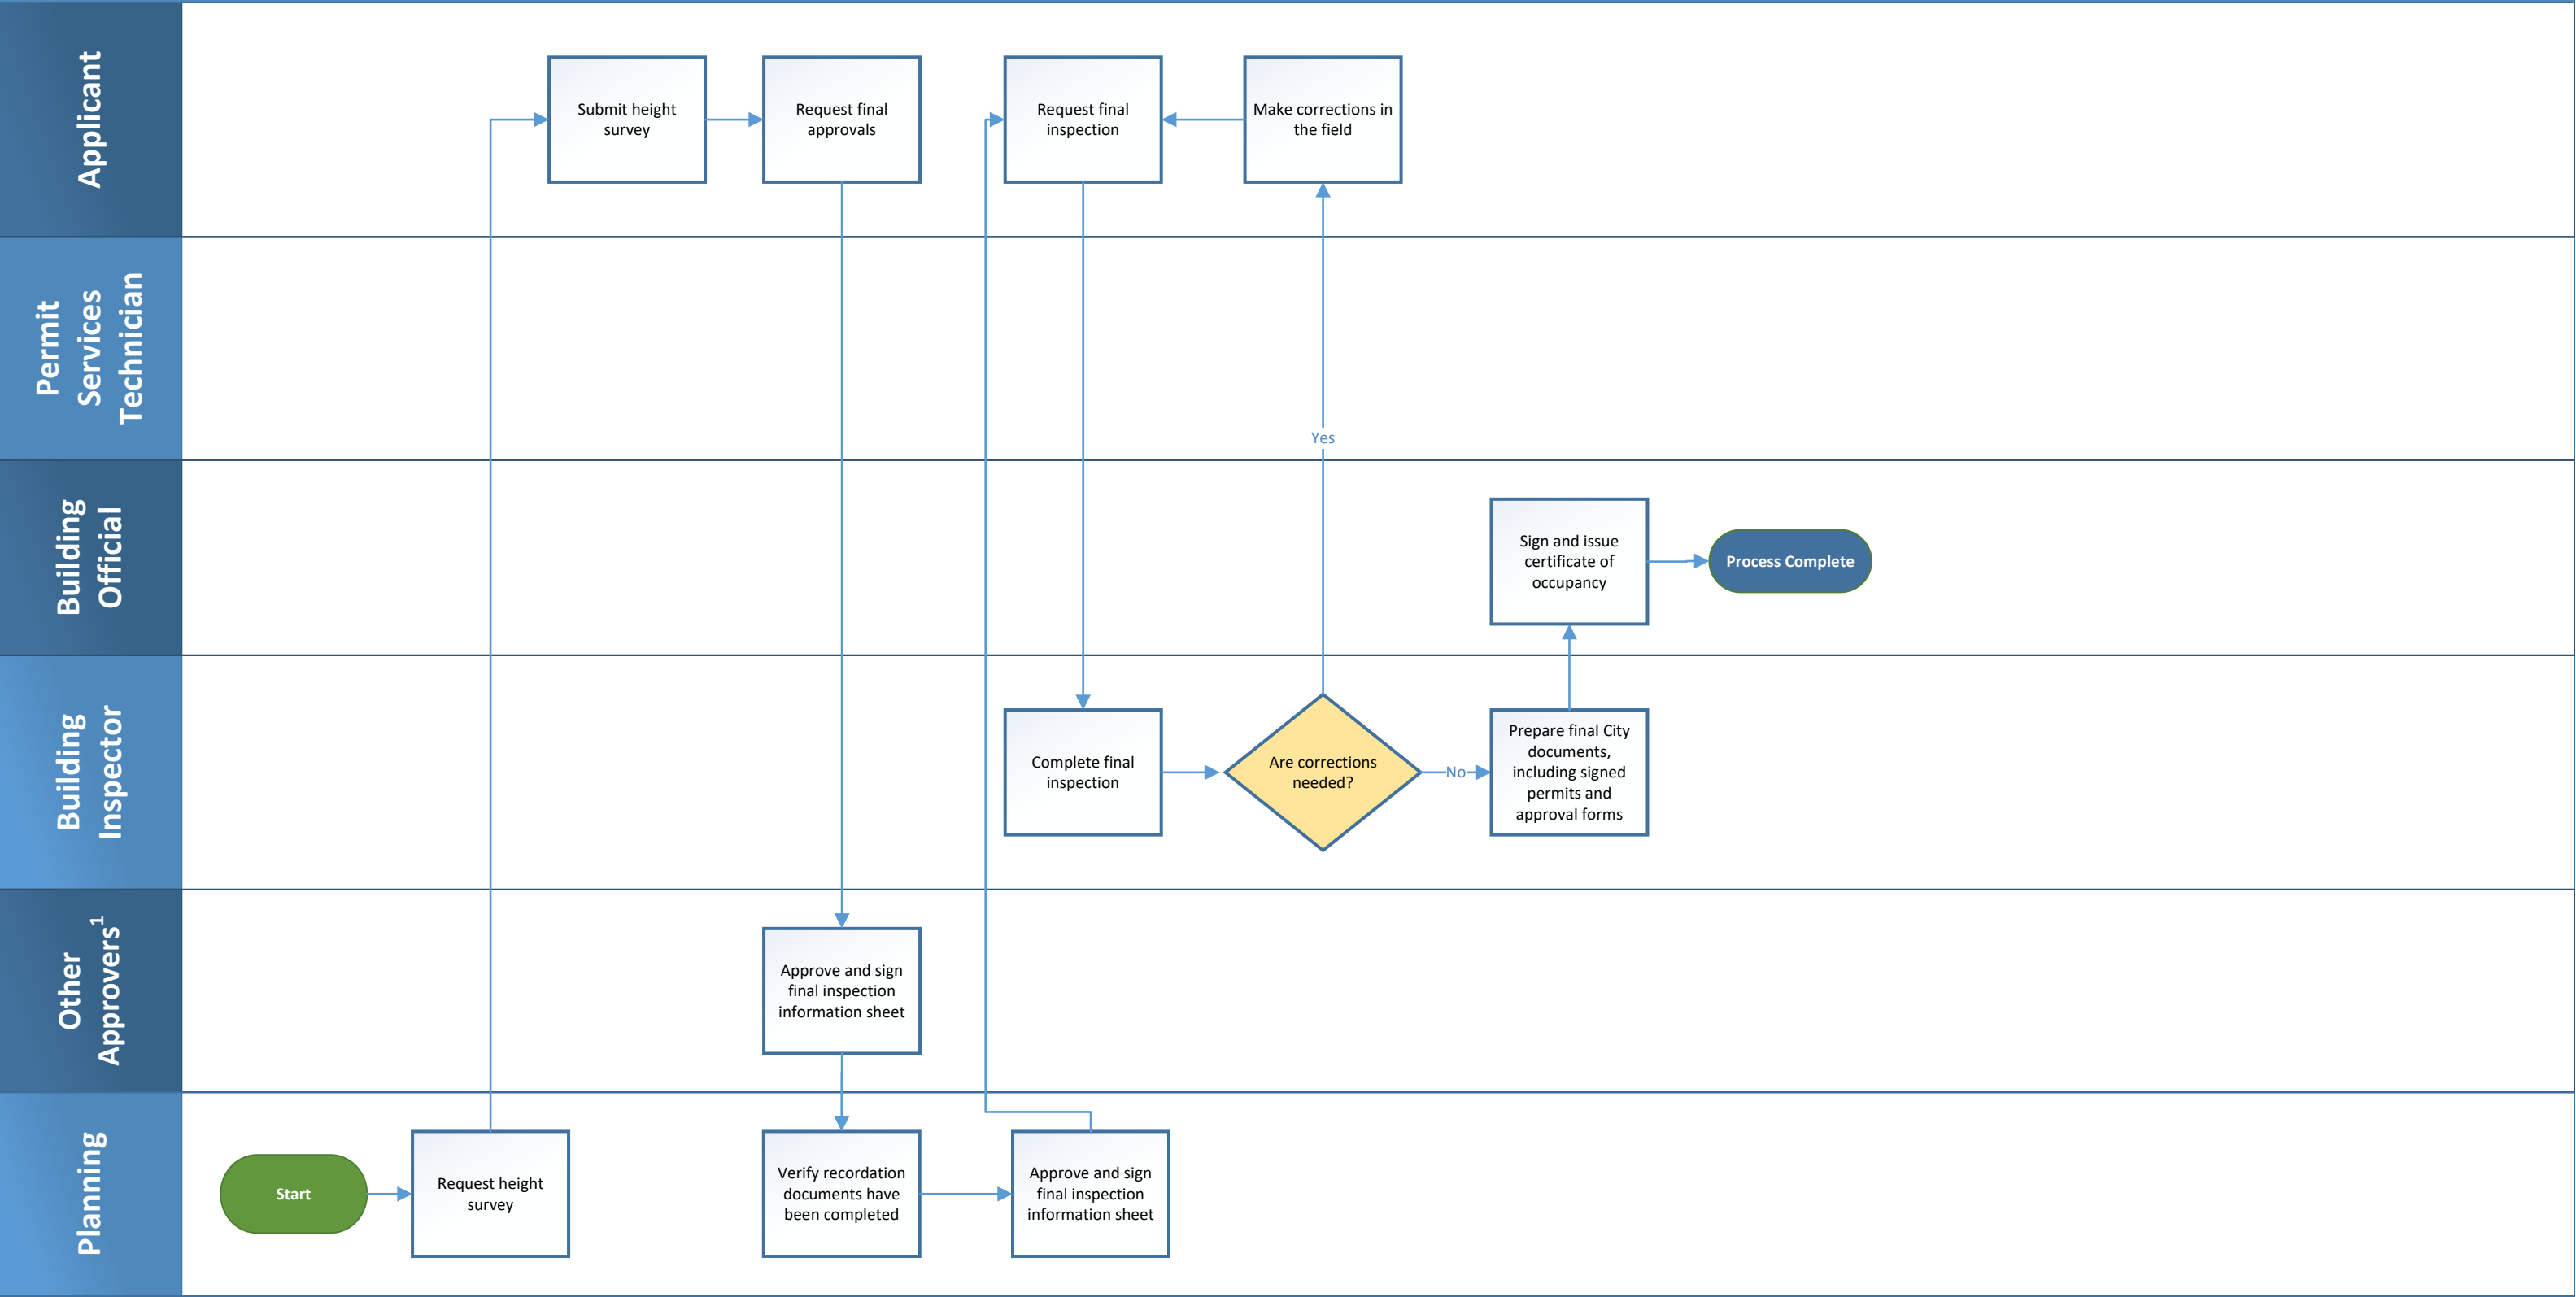 Applicant
Submit height
survey
Request final
approvals
Request final
inspection
Make corrections in
the field
Permit
Services
Technician
Yes
Building
Official
Sign and issue
certificate of
occupancy
Process Complete
Building
Inspector
Complete final
inspection
Are corrections
needed?
No
Prepare final City
documents,
including signed
permits and
approval forms
Other
Approvers1
Approve and sign
final inspection
information sheet
Planning
Start
Request height
survey
Verify recordation
documents have
been completed
Approve and sign
final inspection
information sheet